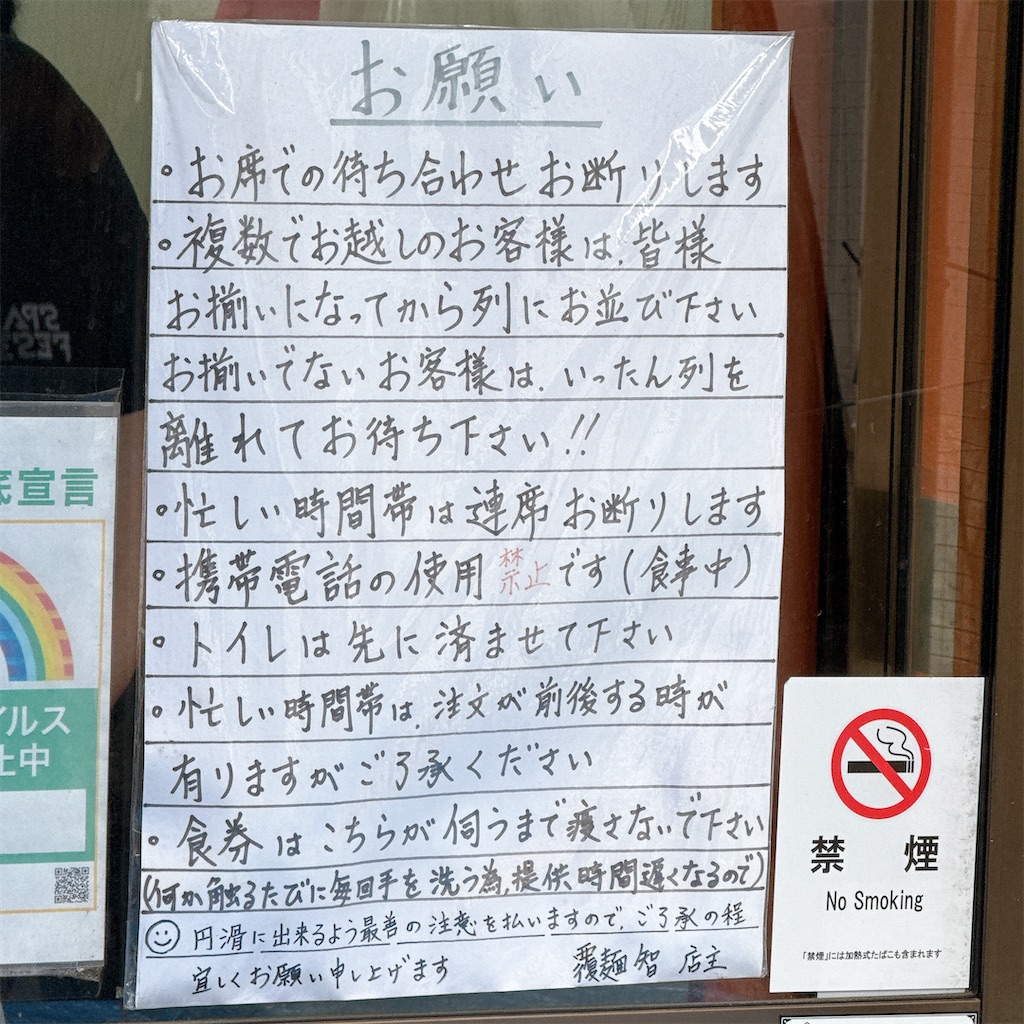 お願い
・お席での待ち合わせお断りします
・複数でお越しのお客様は、皆様
お揃いになってから列にお並び下さい
お揃いでないお客様は、いったん列を
離れてお待ち下さい!!
・忙しい時間帯は連席お断りします
・携帯電話の使用禁止です(食事中)
・トイレは先に済ませて下さい
・忙しい時間帯は、注文が前後する時が
有りますがご了承ください
・食券はこちらが伺うまで渡さないで下さい
(何か触るたびに毎回手を洗う為提供時間遅くなるので)
円滑に出来るよう最善の注意を払いますので、ご了承の程
宜しくお願い申し上げます
覆麺 智 店主
宣言
イルス
止中
禁煙
No Smoking
「禁煙」には加熱式たばこも含まれます